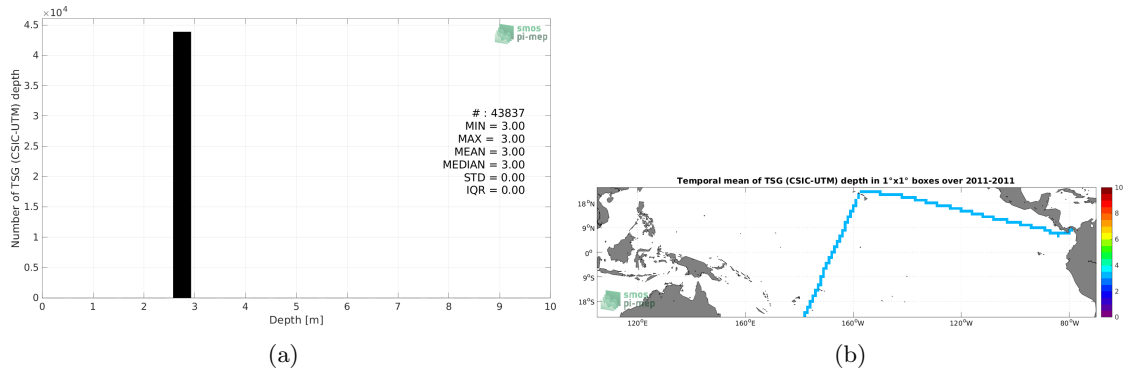 ×10⁴
4.5
4
3.5
3
2.5
2
1.5
1
0.5
0
Number of TSG (CSIC-UTM) depth
smos
pi-mep
# : 43837
MIN = 3.00
MAX = 3.00
MEAN = 3.00
MEDIAN = 3.00
STD = 0.00
IQR = 0.00
0 1 2 3 4 5 6 7 8 9 10
Depth [m]
(a)
Temporal mean of TSG (CSIC-UTM) depth in 1°x1° boxes over 2011-2011
18°N
9°N
0°
9°S
18°S
smos
pi-mep
120°E 160°E 160°W 120°W 80°W
10
8
6
4
2
0
(b)